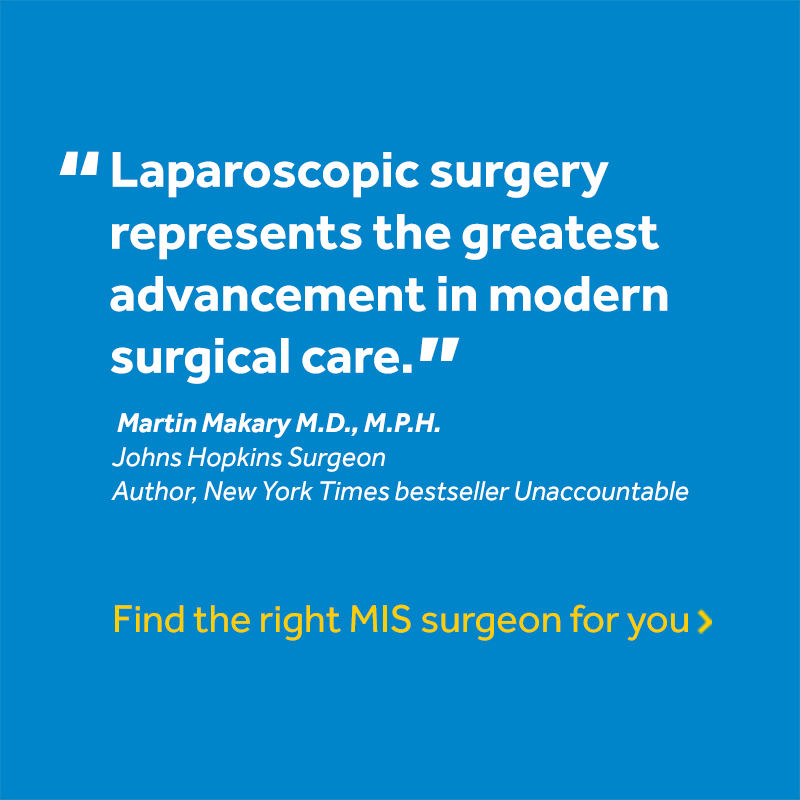 “Laparoscopic surgery
represents the greatest
advancement in modern
surgical care.”
Martin Makary M.D., M.P.H.
Johns Hopkins Surgeon
Author, New York Times bestseller Unaccountable
Find the right MIS surgeon for you ›